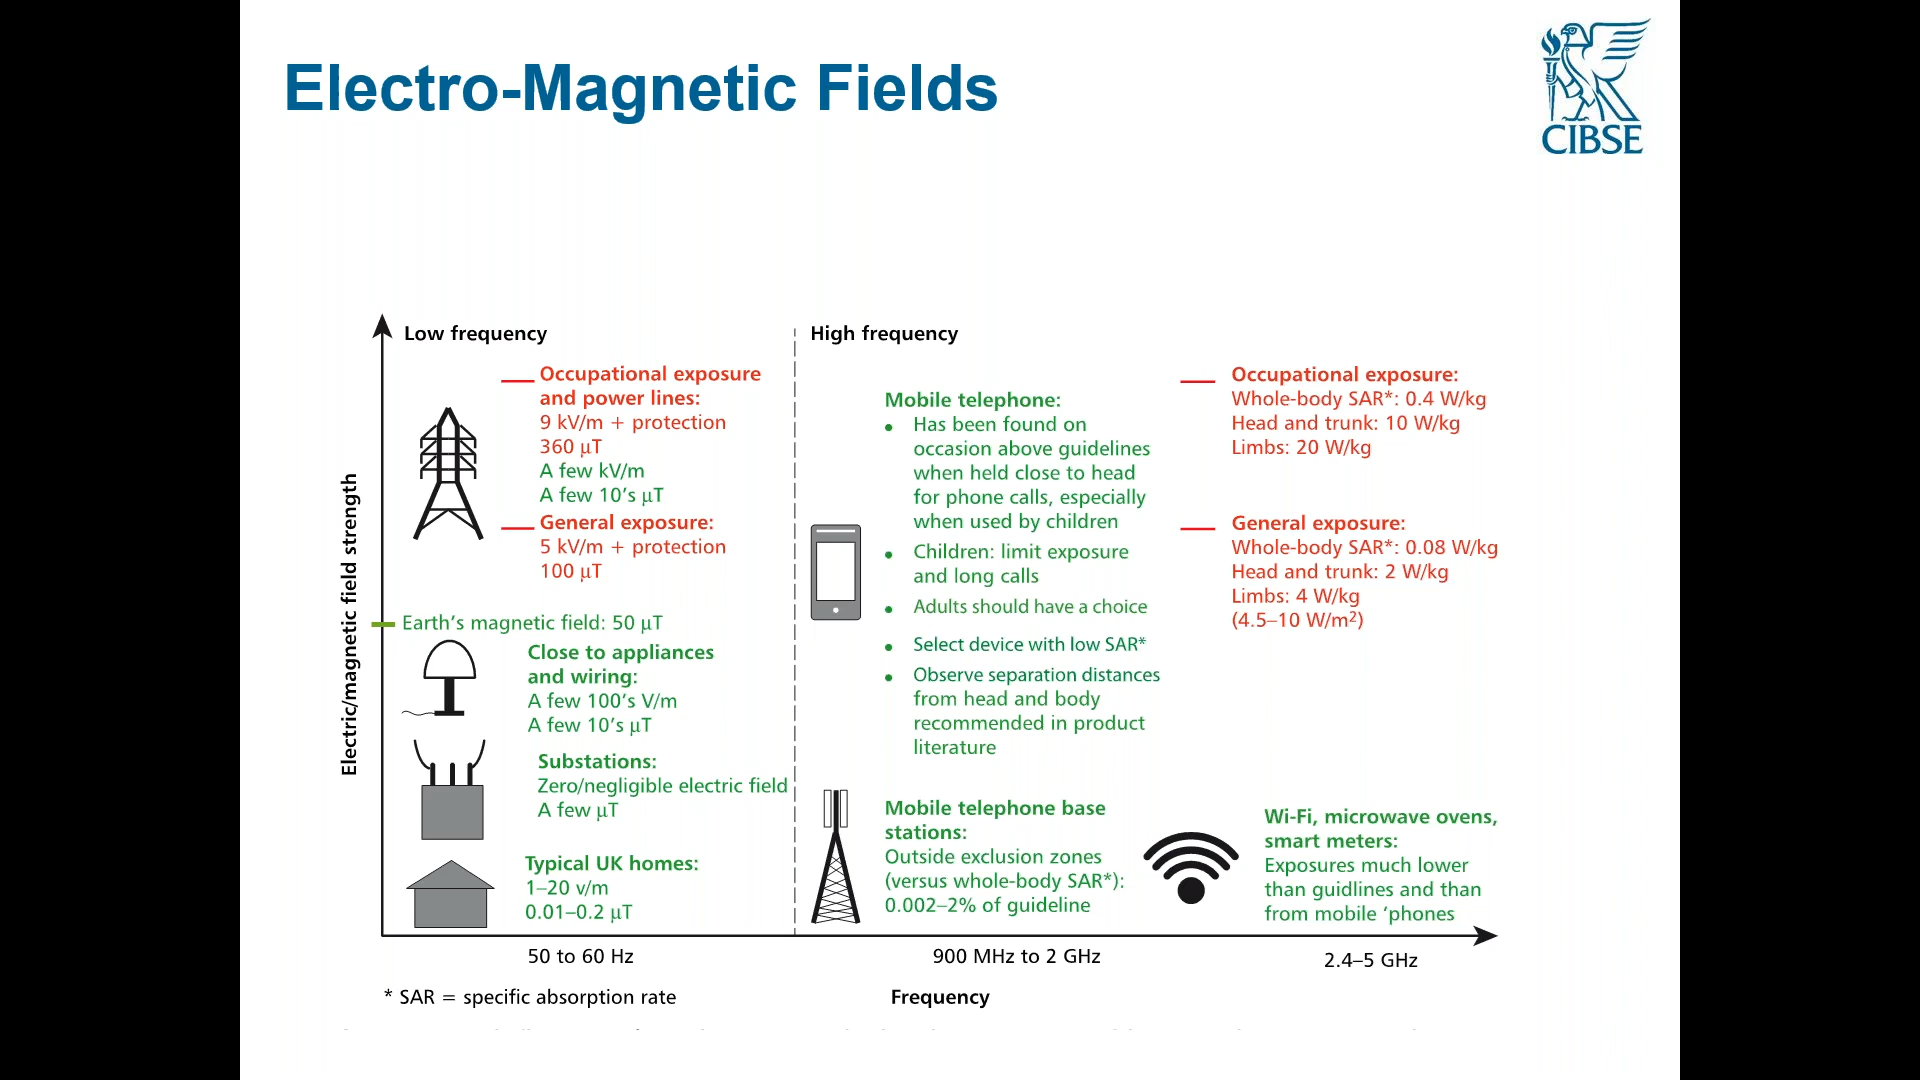 Electro-Magnetic Fields
CIBSE
Electric/magnetic field strength
Low frequency
Occupational exposure
and power lines:
9 kV/m + protection
360 µT
A few kV/m
A few 10's µT
General exposure:
5 kV/m + protection
100 µT
Earth's magnetic field: 50 µT
Close to appliances
and wiring:
A few 100's V/m
A few 10's µT
Substations:
Zero/negligible electric field
A few µT
Typical UK homes:
1–20 v/m
0.01–0.2 µT
High frequency
Mobile telephone:
• Has been found on
occasion above guidelines
when held close to head
for phone calls, especially
when used by children
• Children: limit exposure
and long calls
• Adults should have a choice
• Select device with low SAR*
• Observe separation distances
from head and body
recommended in product
literature
Mobile telephone base
stations:
Outside exclusion zones
(versus whole-body SAR*):
0.002–2% of guideline
Occupational exposure:
Whole-body SAR*: 0.4 W/kg
Head and trunk: 10 W/kg
Limbs: 20 W/kg
General exposure:
Whole-body SAR*: 0.08 W/kg
Head and trunk: 2 W/kg
Limbs: 4 W/kg
(4.5–10 W/m²)
Wi-Fi, microwave ovens,
smart meters:
Exposures much lower
than guidlines and than
from mobile 'phones
50 to 60 Hz
900 MHz to 2 GHz
2.4–5 GHz
* SAR = specific absorption rate
Frequency